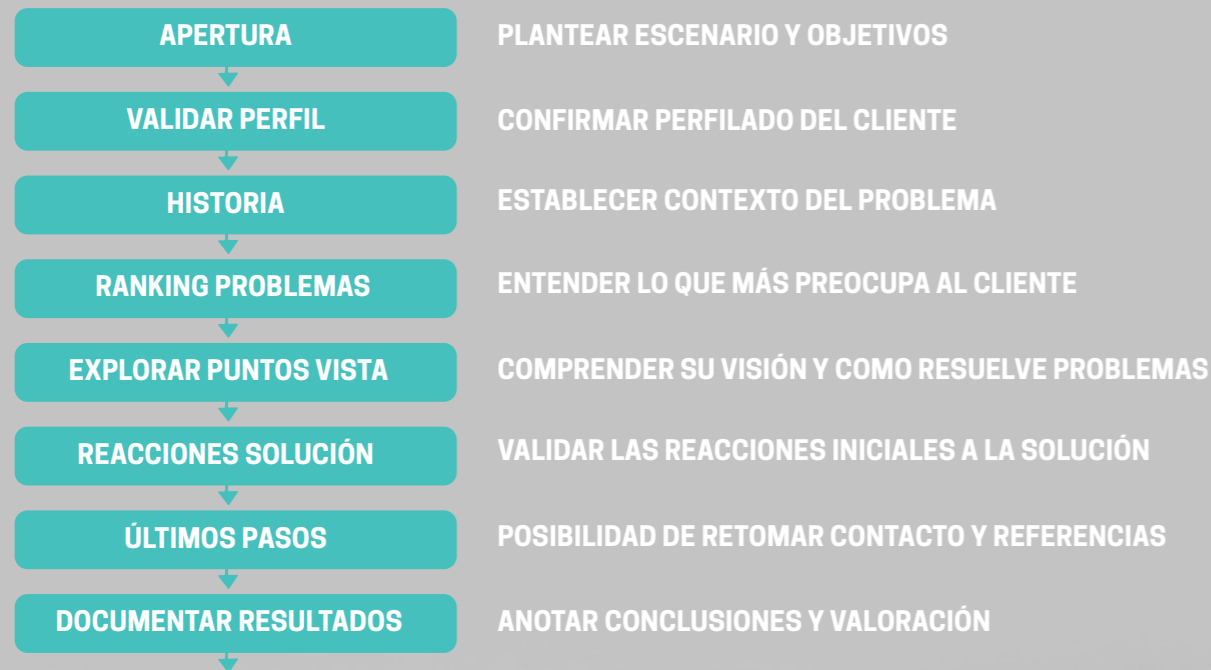 APERTURA
PLANTEAR ESCENARIO Y OBJETIVOS
VALIDAR PERFIL
CONFIRMAR PERFILADO DEL CLIENTE
HISTORIA
ESTABLECER CONTEXTO DEL PROBLEMA
RANKING PROBLEMAS
ENTENDER LO QUE MÁS PREOCUPA AL CLIENTE
EXPLORAR PUNTOS VISTA
COMPRENDER SU VISIÓN Y COMO RESUELVE PROBLEMAS
REACCIONES SOLUCIÓN
VALIDAR LAS REACCIONES INICIALES A LA SOLUCIÓN
ÚLTIMOS PASOS
POSIBILIDAD DE RETOMAR CONTACTO Y REFERENCIAS
DOCUMENTAR RESULTADOS
ANOTAR CONCLUSIONES Y VALORACIÓN